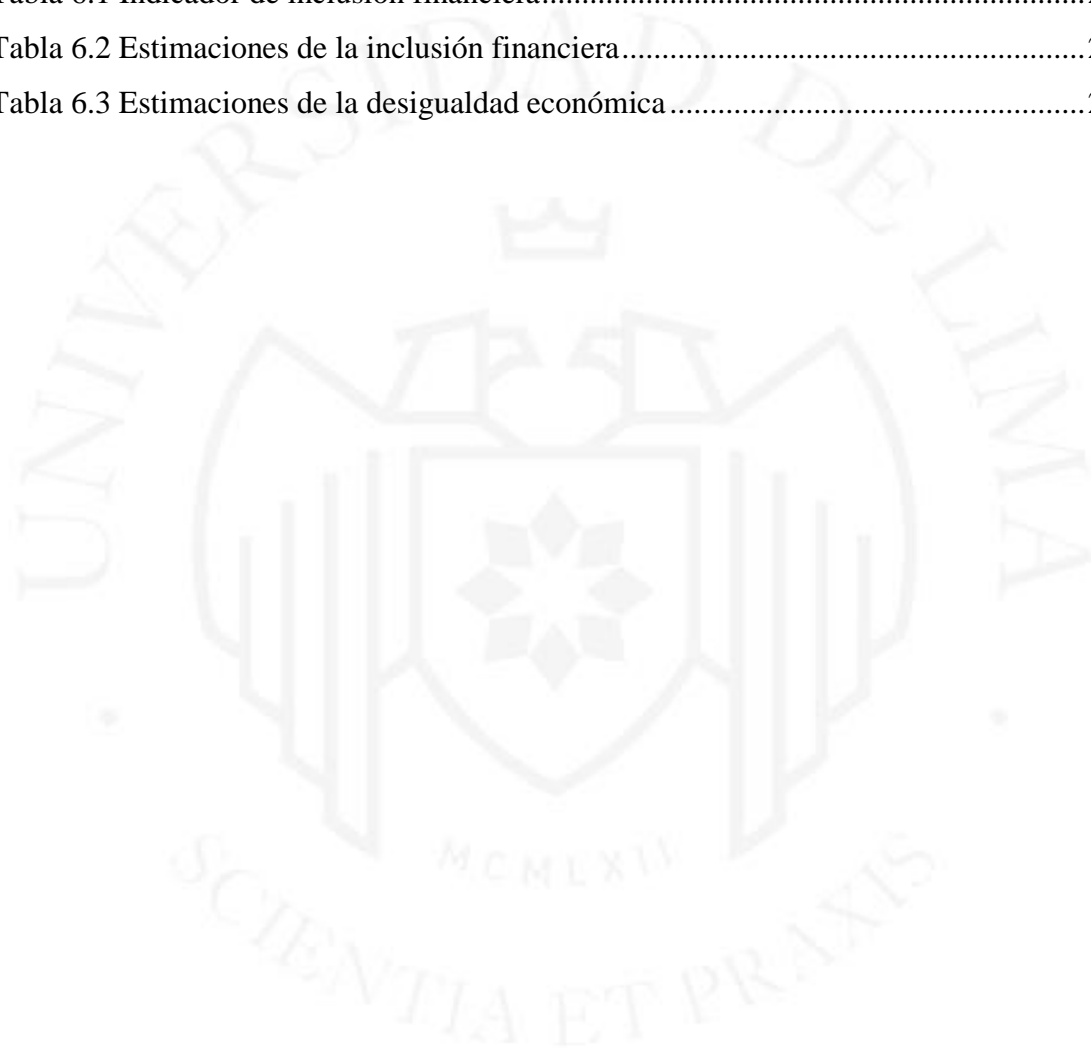 Tabla 6.1 Indicador de inclusión financiera
Tabla 6.2 Estimaciones de la inclusión financiera
Tabla 6.3 Estimaciones de la desigualdad económica
UNIVERSIDAD DE LIMA
MCMLXII
SCIENTIA ET PRAXIS